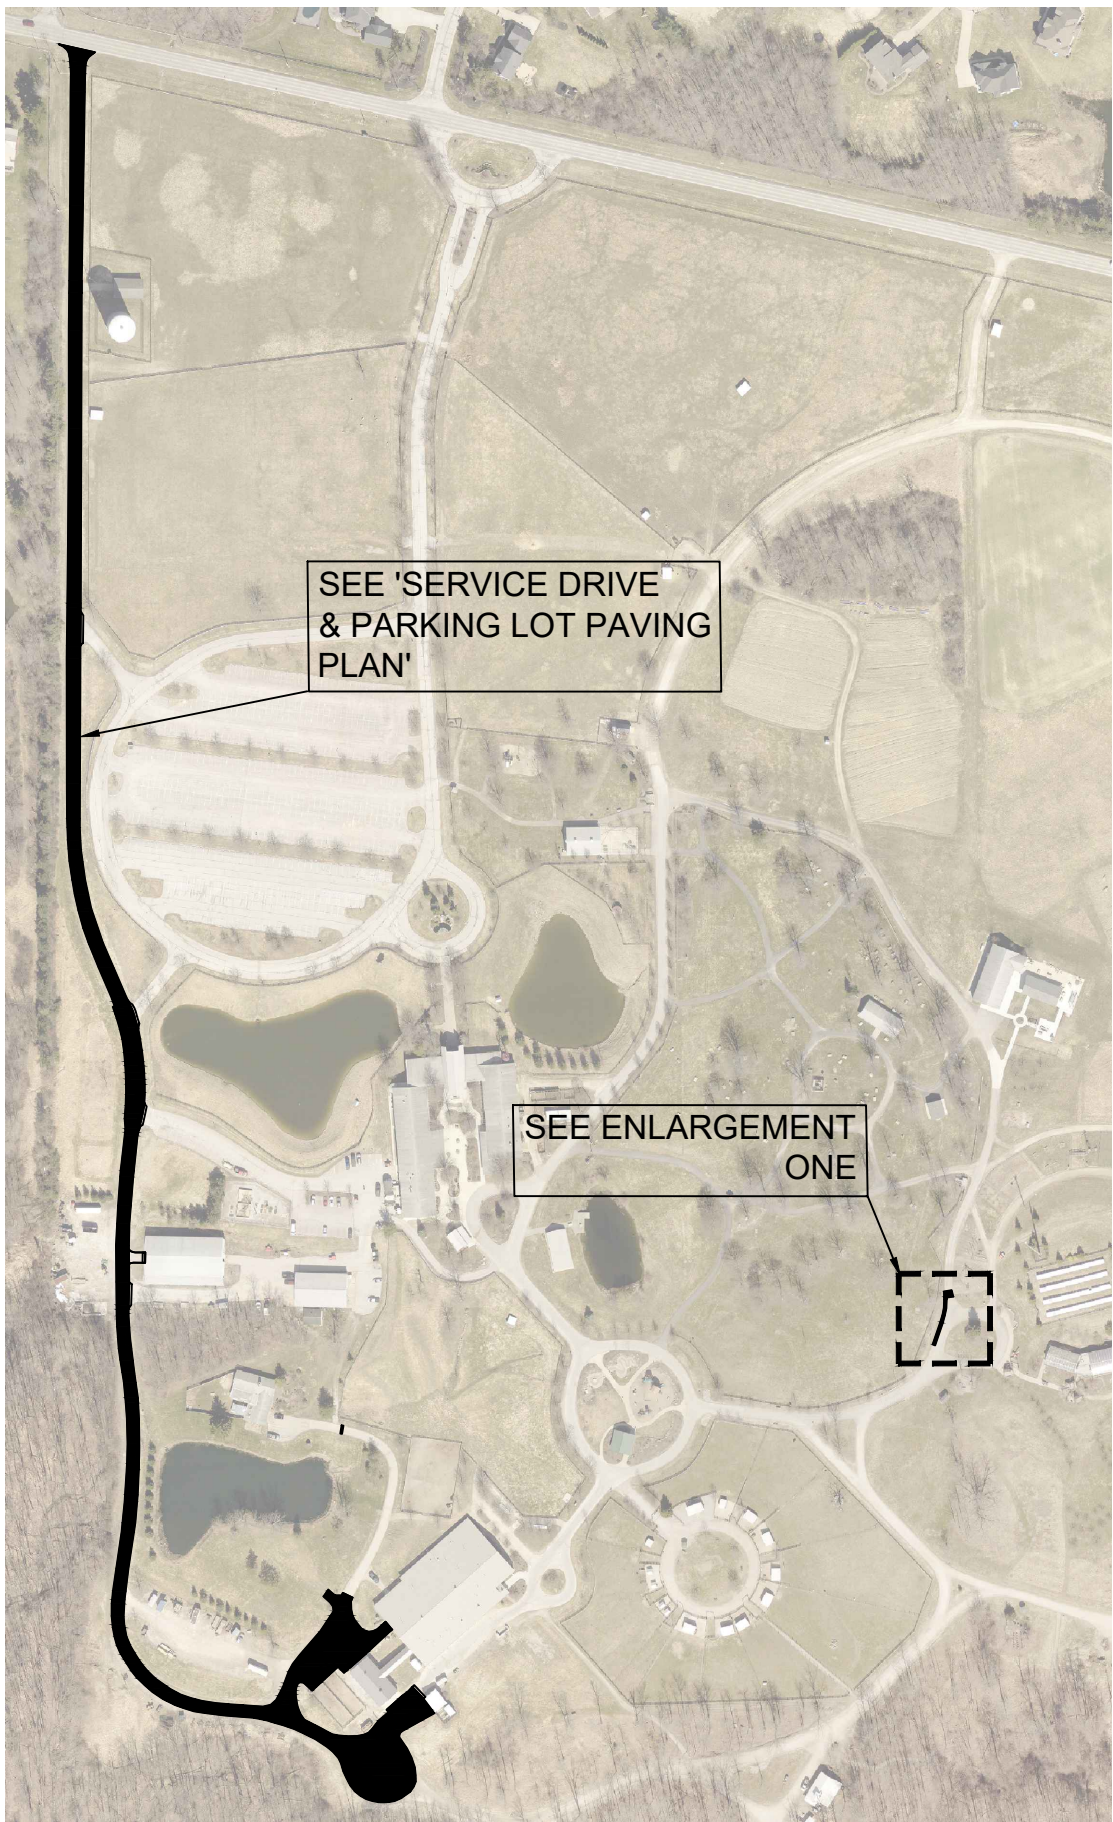 SEE 'SERVICE DRIVE
& PARKING LOT PAVING
PLAN'
SEE ENLARGEMENT
ONE